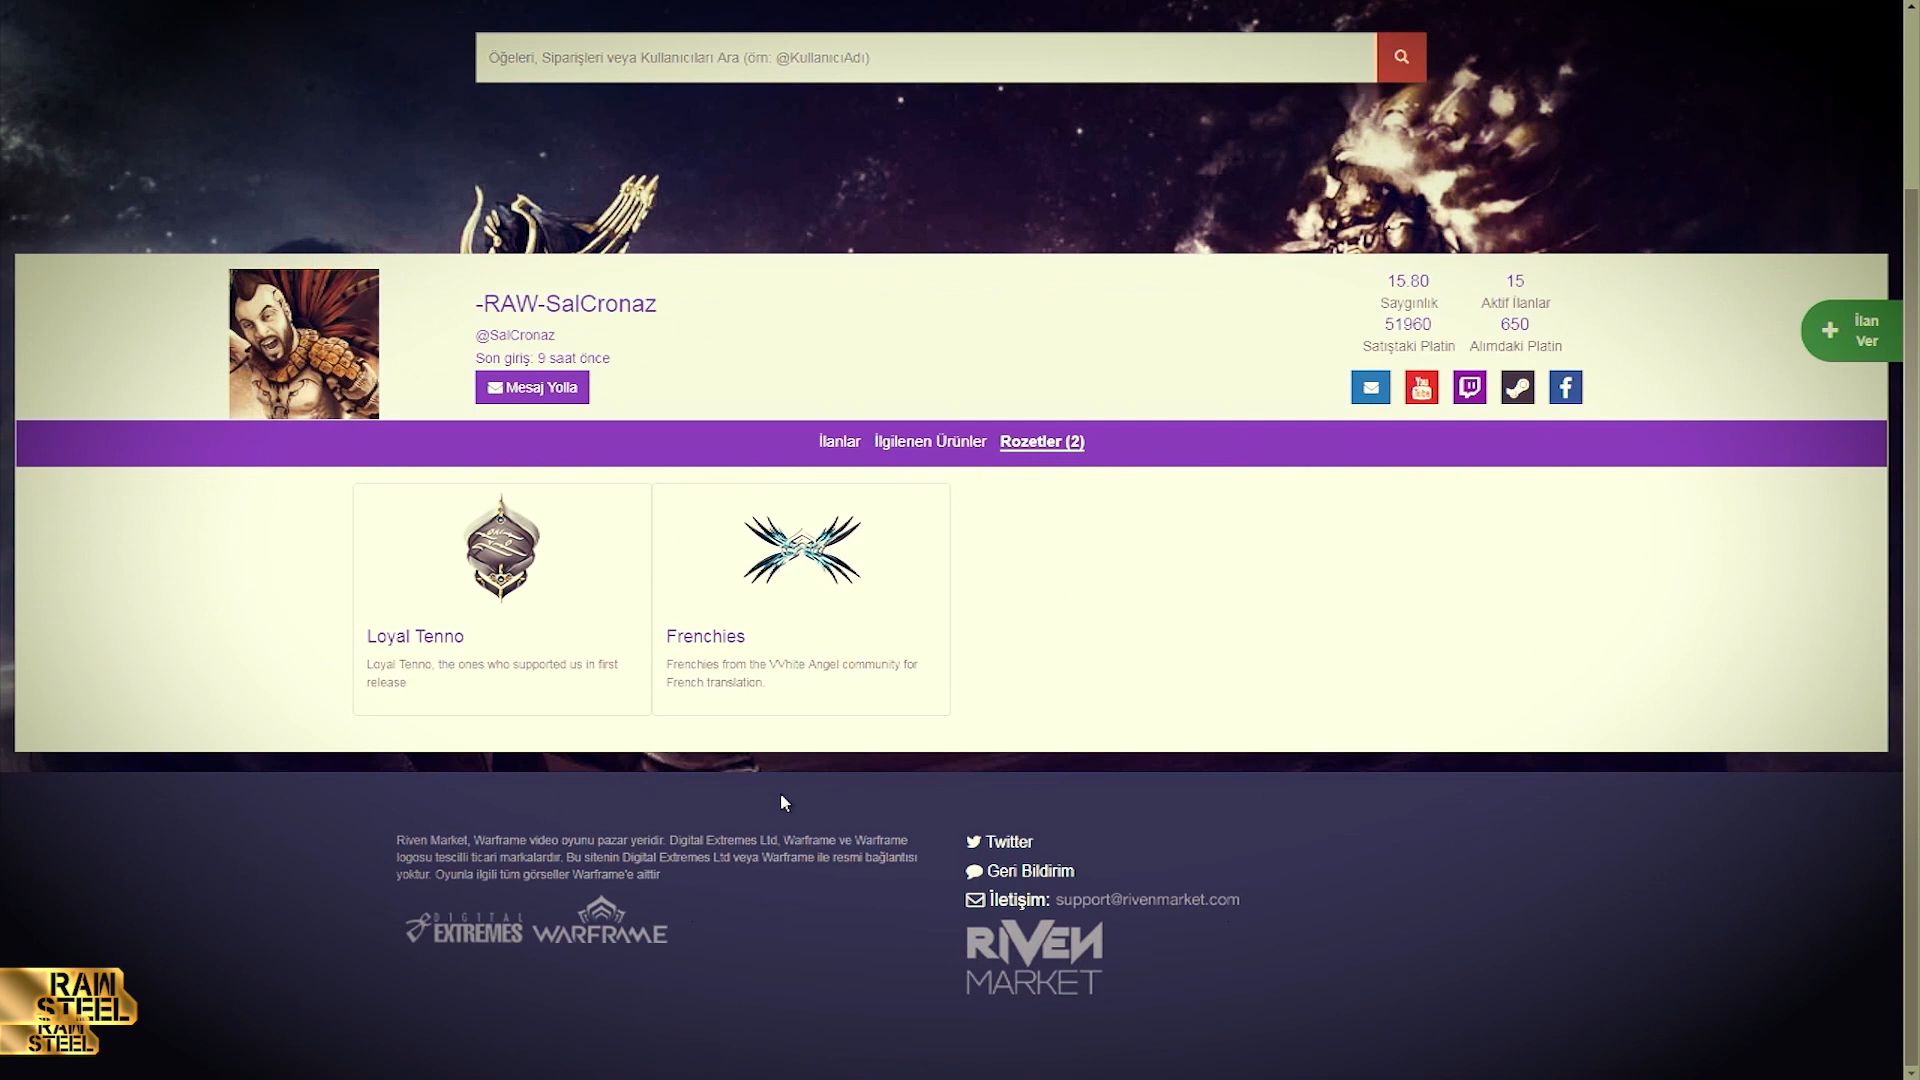 Öğeleri, Siparişleri veya Kullanıcıları Ara (örn: @KullanıcıAdı)
-RAW-SalCronaz
@SalCronaz
Son giriş: 9 saat önce
Mesaj Yolla
15.80
Saygınlık
51960
Satıştaki Platin
15
Aktif İlanlar
650
Alımdaki Platin
You
Tube
İlan
Ver
İlanlar İlgilenen Ürünler Rozetler (2)
Loyal Tenno
Loyal Tenno, the ones who supported us in first
release
Frenchies
Frenchies from the White Angel community for
French translation.
Riven Market, Warframe video oyunu pazar yeridir. Digital Extremes Ltd, Warframe ve Warframe
logosu tescilli ticari markalardır. Bu sitenin Digital Extremes Ltd veya Warframe ile resmi bağlantısı
yoktur. Oyunla ilgili tüm görseller Warframe'e aittir
DIGITAL
EXTREMES
WARFRAME
Twitter
Geri Bildirim
İletişim: support@rivenmarket.com
RIVEN
MARKET
RAW
STEEL
RAW
STEEL